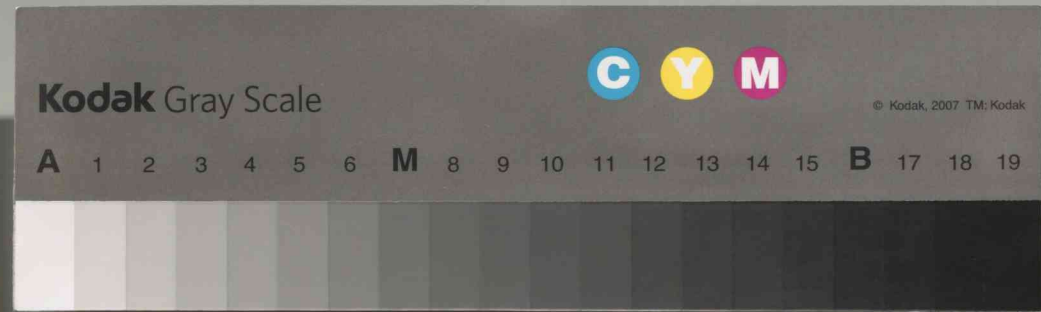 C Y M
Kodak Gray Scale
© Kodak, 2007 TM: Kodak
A 1 2 3 4 5 6 M 8 9 10 11 12 13 14 15 B 17 18 19